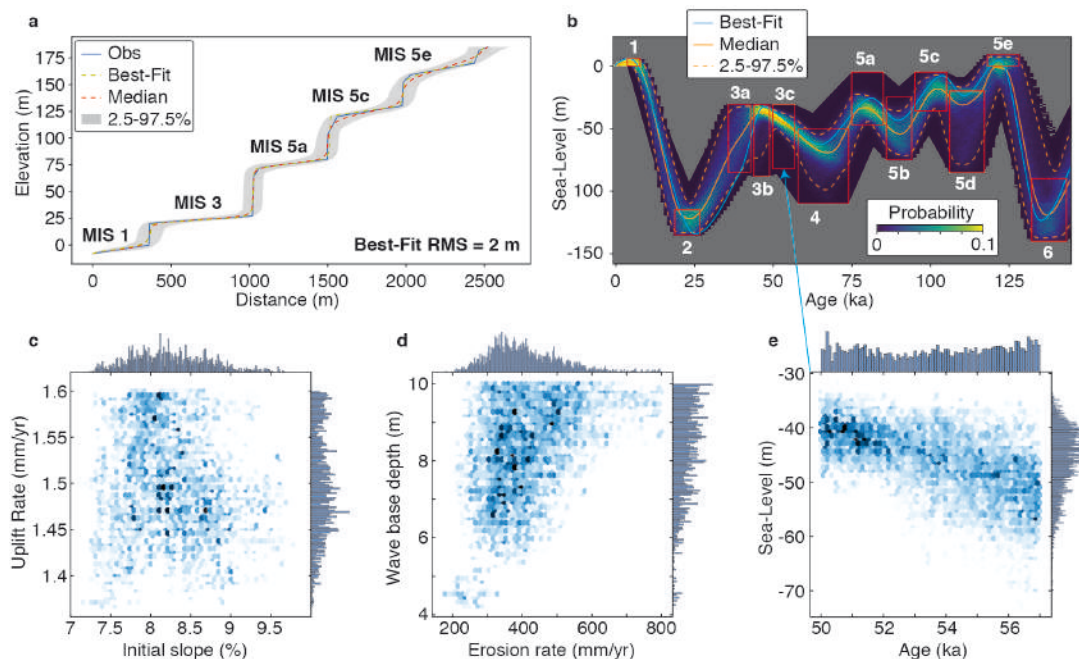 a
Obs
Best-Fit
Median
2.5-97.5%
MIS 5e
MIS 5c
MIS 5a
MIS 3
MIS 1
Best-Fit RMS = 2 m
175
150
125
100
75
50
25
0
Elevation (m)
0 500 1000 1500 2000 2500
Distance (m)
b
Best-Fit
Median
2.5-97.5%
1
3a
3c
5a
5c
5e
2
3b
4
5b
5d
6
Probability
0 0.1
0
-50
100
-150
Sea-Level (m)
0 25 50 75 100 125
Age (ka)
c
1.6
1.55
1.5
1.45
1.4
Uplift Rate (mm/yr)
7 7.5 8 8.5 9 9.5
Initial slope (%)
d
10
8
6
4
Wave base depth (m)
200 400 600 800
Erosion rate (mm/yr)
e
-30
-40
-50
-60
-70
Sea-Level (m)
50 52 54 56
Age (ka)